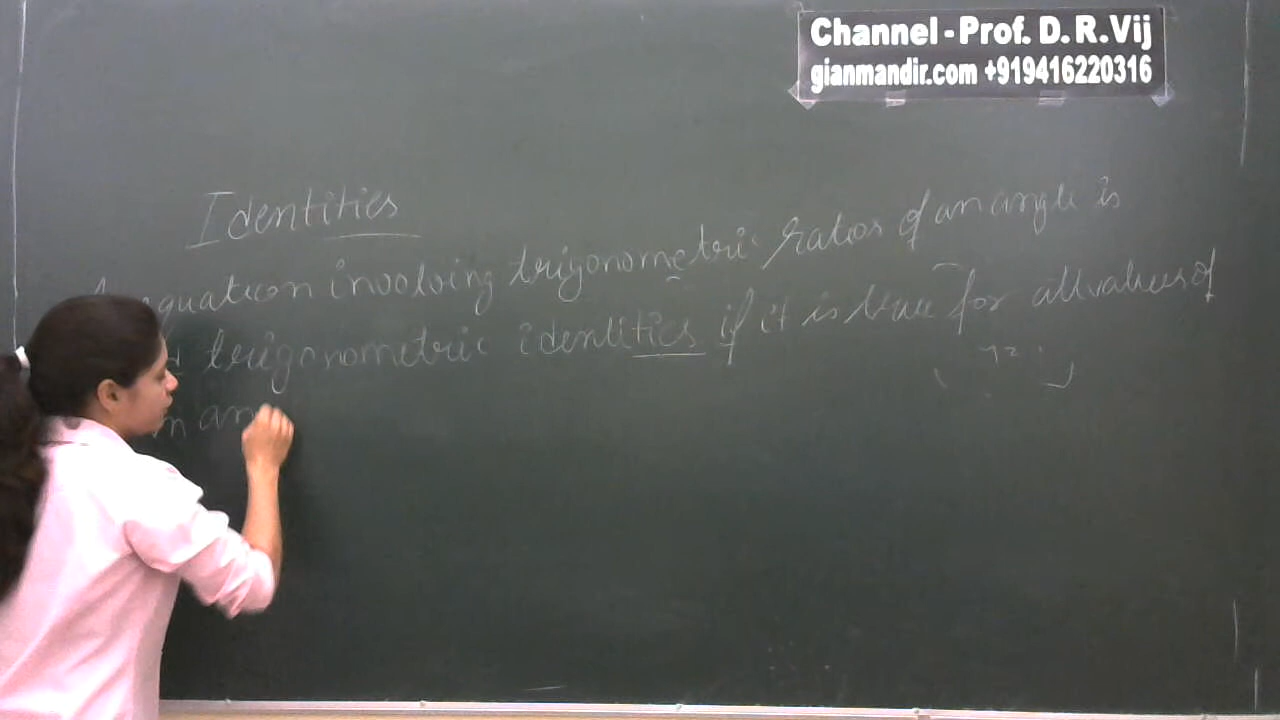 Channel - Prof. D. R. Vij
gianmandir.com +919416220316
Identities
equation involving trigonometric ratios of an angle is
trigonometric identities if it is true for all values of
an